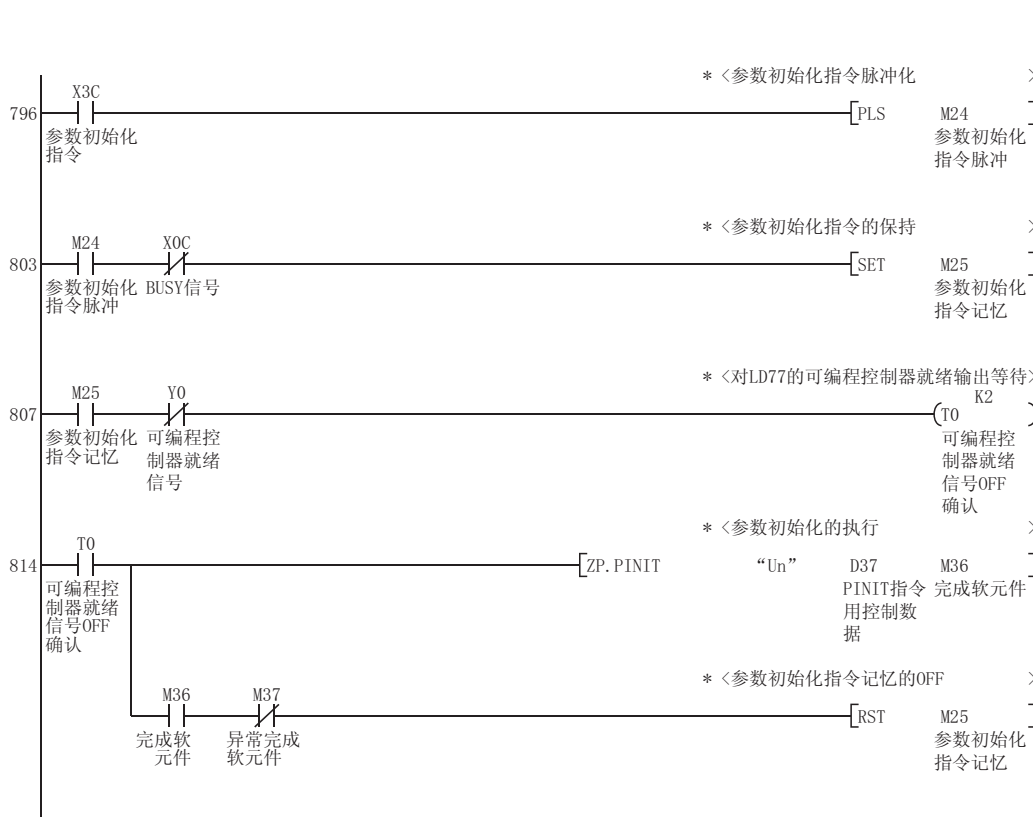 * <参数初始化指令脉冲化 >
X3C
796 PLS M24
参数初始化
指令
参数初始化
指令脉冲
* <参数初始化指令的保持 >
M24 X0C
803 SET M25
参数初始化
指令脉冲
BUSY信号
参数初始化
指令记忆
* <对LD77的可编程控制器就绪输出等待>
M25 Y0 K2
807 T0
参数初始化
指令记忆
可编程控
制器就绪
信号
可编程控
制器就绪
信号OFF
确认
* <参数初始化的执行 >
T0
814 ZP.PINIT “Un” D37 M36
可编程控
制器就绪
信号OFF
确认
PINIT指令
用控制数
据
完成软元件
* <参数初始化指令记忆的OFF >
M36 M37
RST M25
完成软
元件
异常完成
软元件
参数初始化
指令记忆